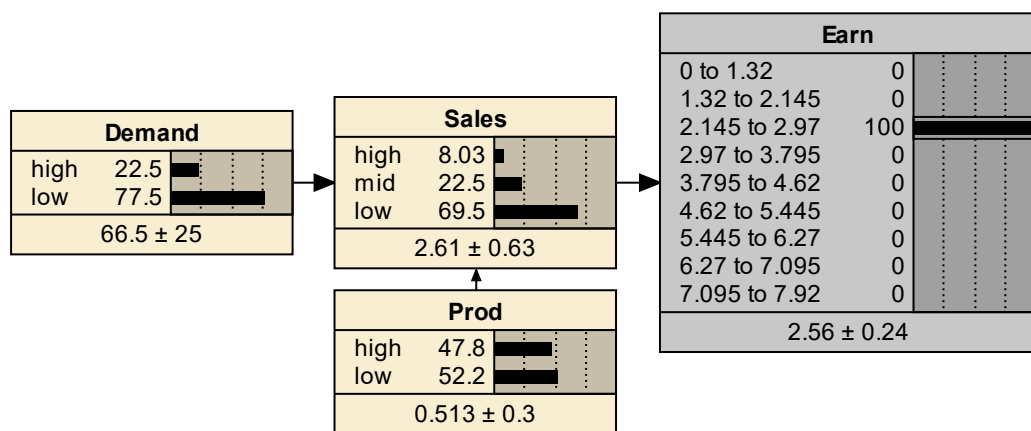 Demand
high 22.5
low 77.5
66.5 ± 25
Sales
high 8.03
mid 22.5
low 69.5
2.61 ± 0.63
Prod
high 47.8
low 52.2
0.513 ± 0.3
Earn
0 to 1.32 0
1.32 to 2.145 0
2.145 to 2.97 100
2.97 to 3.795 0
3.795 to 4.62 0
4.62 to 5.445 0
5.445 to 6.27 0
6.27 to 7.095 0
7.095 to 7.92 0
2.56 ± 0.24